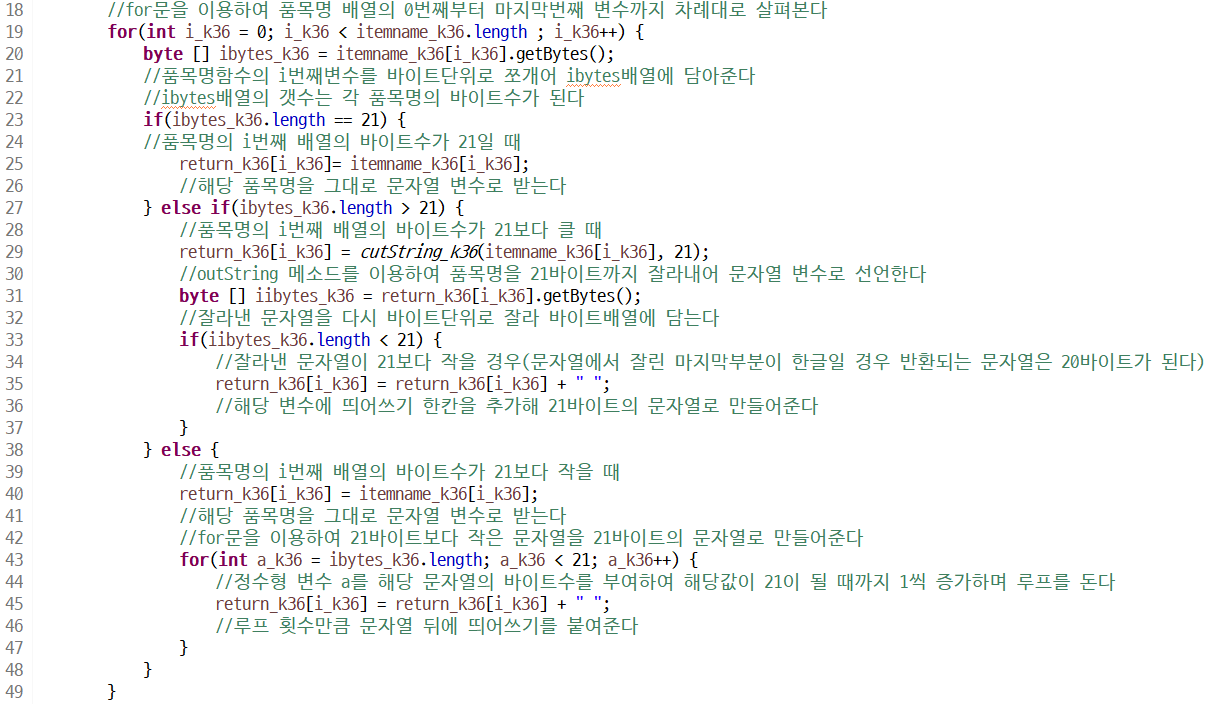 18 //for문을 이용하여 품목명 배열의 0번째부터 마지막번째 변수까지 차례대로 살펴본다
19 for(int i_k36 = 0; i_k36 < itemname_k36.length ; i_k36++) {
20 byte [] ibytes_k36 = itemname_k36[i_k36].getBytes();
21 //품목명함수의 i번째변수를 바이트단위로 쪼개어 ibytes배열에 담아준다
22 //ibytes배열의 갯수는 각 품목명의 바이트수가 된다
23 if(ibytes_k36.length == 21) {
24 //품목명의 i번째 배열의 바이트수가 21일 때
25 return_k36[i_k36]= itemname_k36[i_k36];
26 //해당 품목명을 그대로 문자열 변수로 받는다
27 } else if(ibytes_k36.length > 21) {
28 //품목명의 i번째 배열의 바이트수가 21보다 클 때
29 return_k36[i_k36] = cutString_k36(itemname_k36[i_k36], 21);
30 //outString 메소드를 이용하여 품목명을 21바이트까지 잘라내어 문자열 변수로 선언한다
31 byte [] iibytes_k36 = return_k36[i_k36].getBytes();
32 //잘라낸 문자열을 다시 바이트단위로 잘라 바이트배열에 담는다
33 if(iibytes_k36.length < 21) {
34 //잘라낸 문자열이 21보다 작을 경우(문자열에서 잘린 마지막부분이 한글일 경우 반환되는 문자열은 20바이트가 된다)
35 return_k36[i_k36] = return_k36[i_k36] + " ";
36 //해당 변수에 띄어쓰기 한칸을 추가해 21바이트의 문자열로 만들어준다
37 }
38 } else {
39 //품목명의 i번째 배열의 바이트수가 21보다 작을 때
40 return_k36[i_k36] = itemname_k36[i_k36];
41 //해당 품목명을 그대로 문자열 변수로 받는다
42 //for문을 이용하여 21바이트보다 작은 문자열을 21바이트의 문자열로 만들어준다
43 for(int a_k36 = ibytes_k36.length; a_k36 < 21; a_k36++) {
44 //정수형 변수 a를 해당 문자열의 바이트수를 부여하여 해당값이 21이 될 때까지 1씩 증가하며 루프를 돈다
45 return_k36[i_k36] = return_k36[i_k36] + " ";
46 //루프 횟수만큼 문자열 뒤에 띄어쓰기를 붙여준다
47 }
48 }
49 }